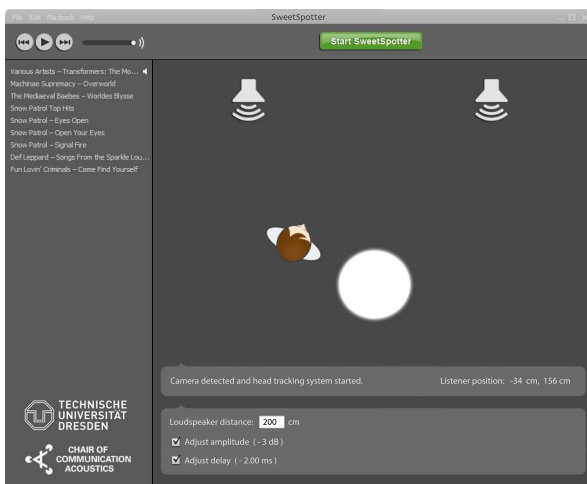 File Edit Playback Help
SweetSpotter
Start SweetSpotter
Various Artists – Transformers: The Mo...
Machinae Supremacy – Overworld
The Mediaeval Baebes – Worldes Blysse
Snow Patrol Top Hits
Snow Patrol – Eyes Open
Snow Patrol – Open Your Eyes
Snow Patrol – Signal Fire
Def Leppard – Songs From the Sparkle Lou...
Fun Lovin' Criminals – Come Find Yourself
Camera detected and head tracking system started.
Listener position: -34 cm, 156 cm
Loudspeaker distance: 200 cm
Adjust amplitude ( - 3 dB )
Adjust delay ( - 2.00 ms )
TECHNISCHE
UNIVERSITÄT
DRESDEN
CHAIR OF
COMMUNICATION
ACOUSTICS